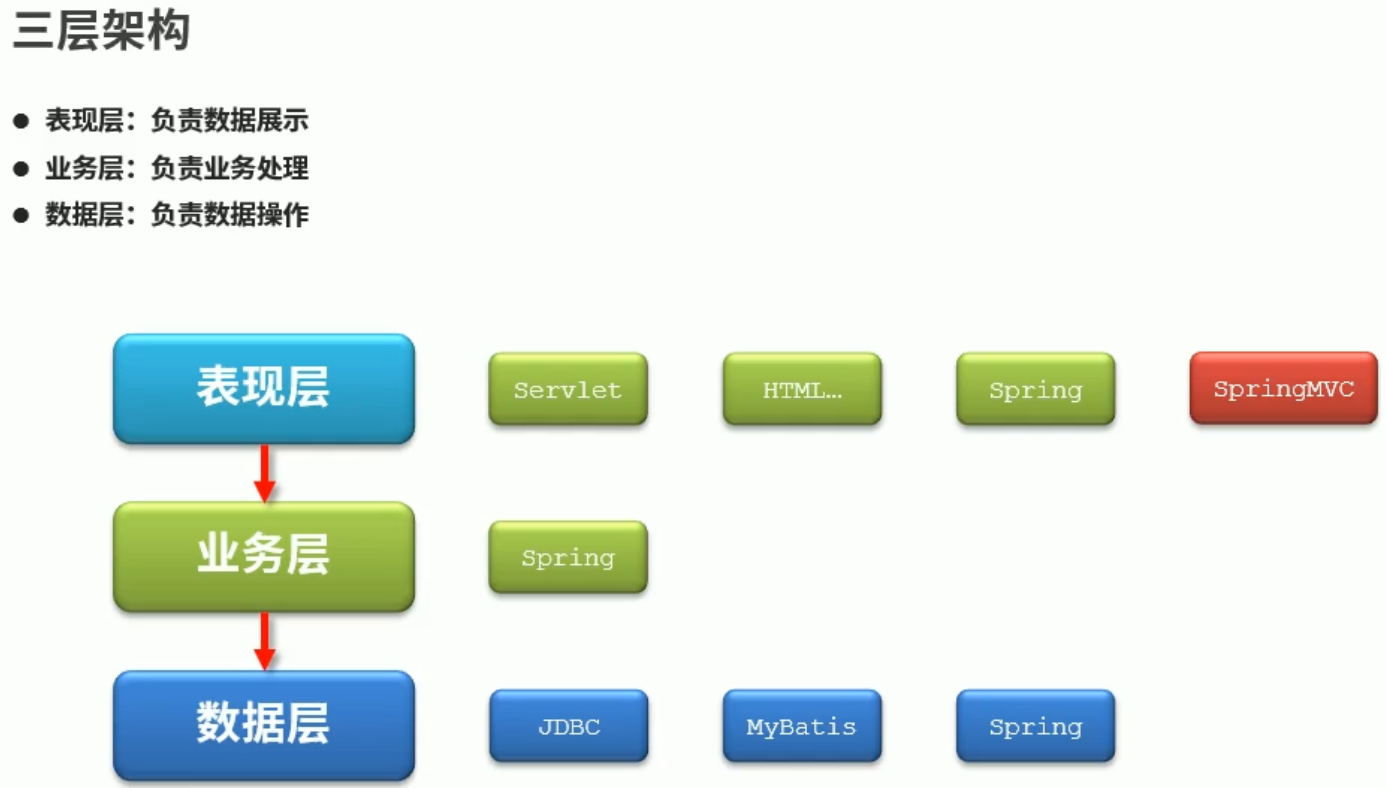 三层架构
● 表现层：负责数据展示
● 业务层：负责业务处理
● 数据层：负责数据操作
表现层 Servlet HTML… Spring SpringMVC
业务层 Spring
数据层 JDBC MyBatis Spring